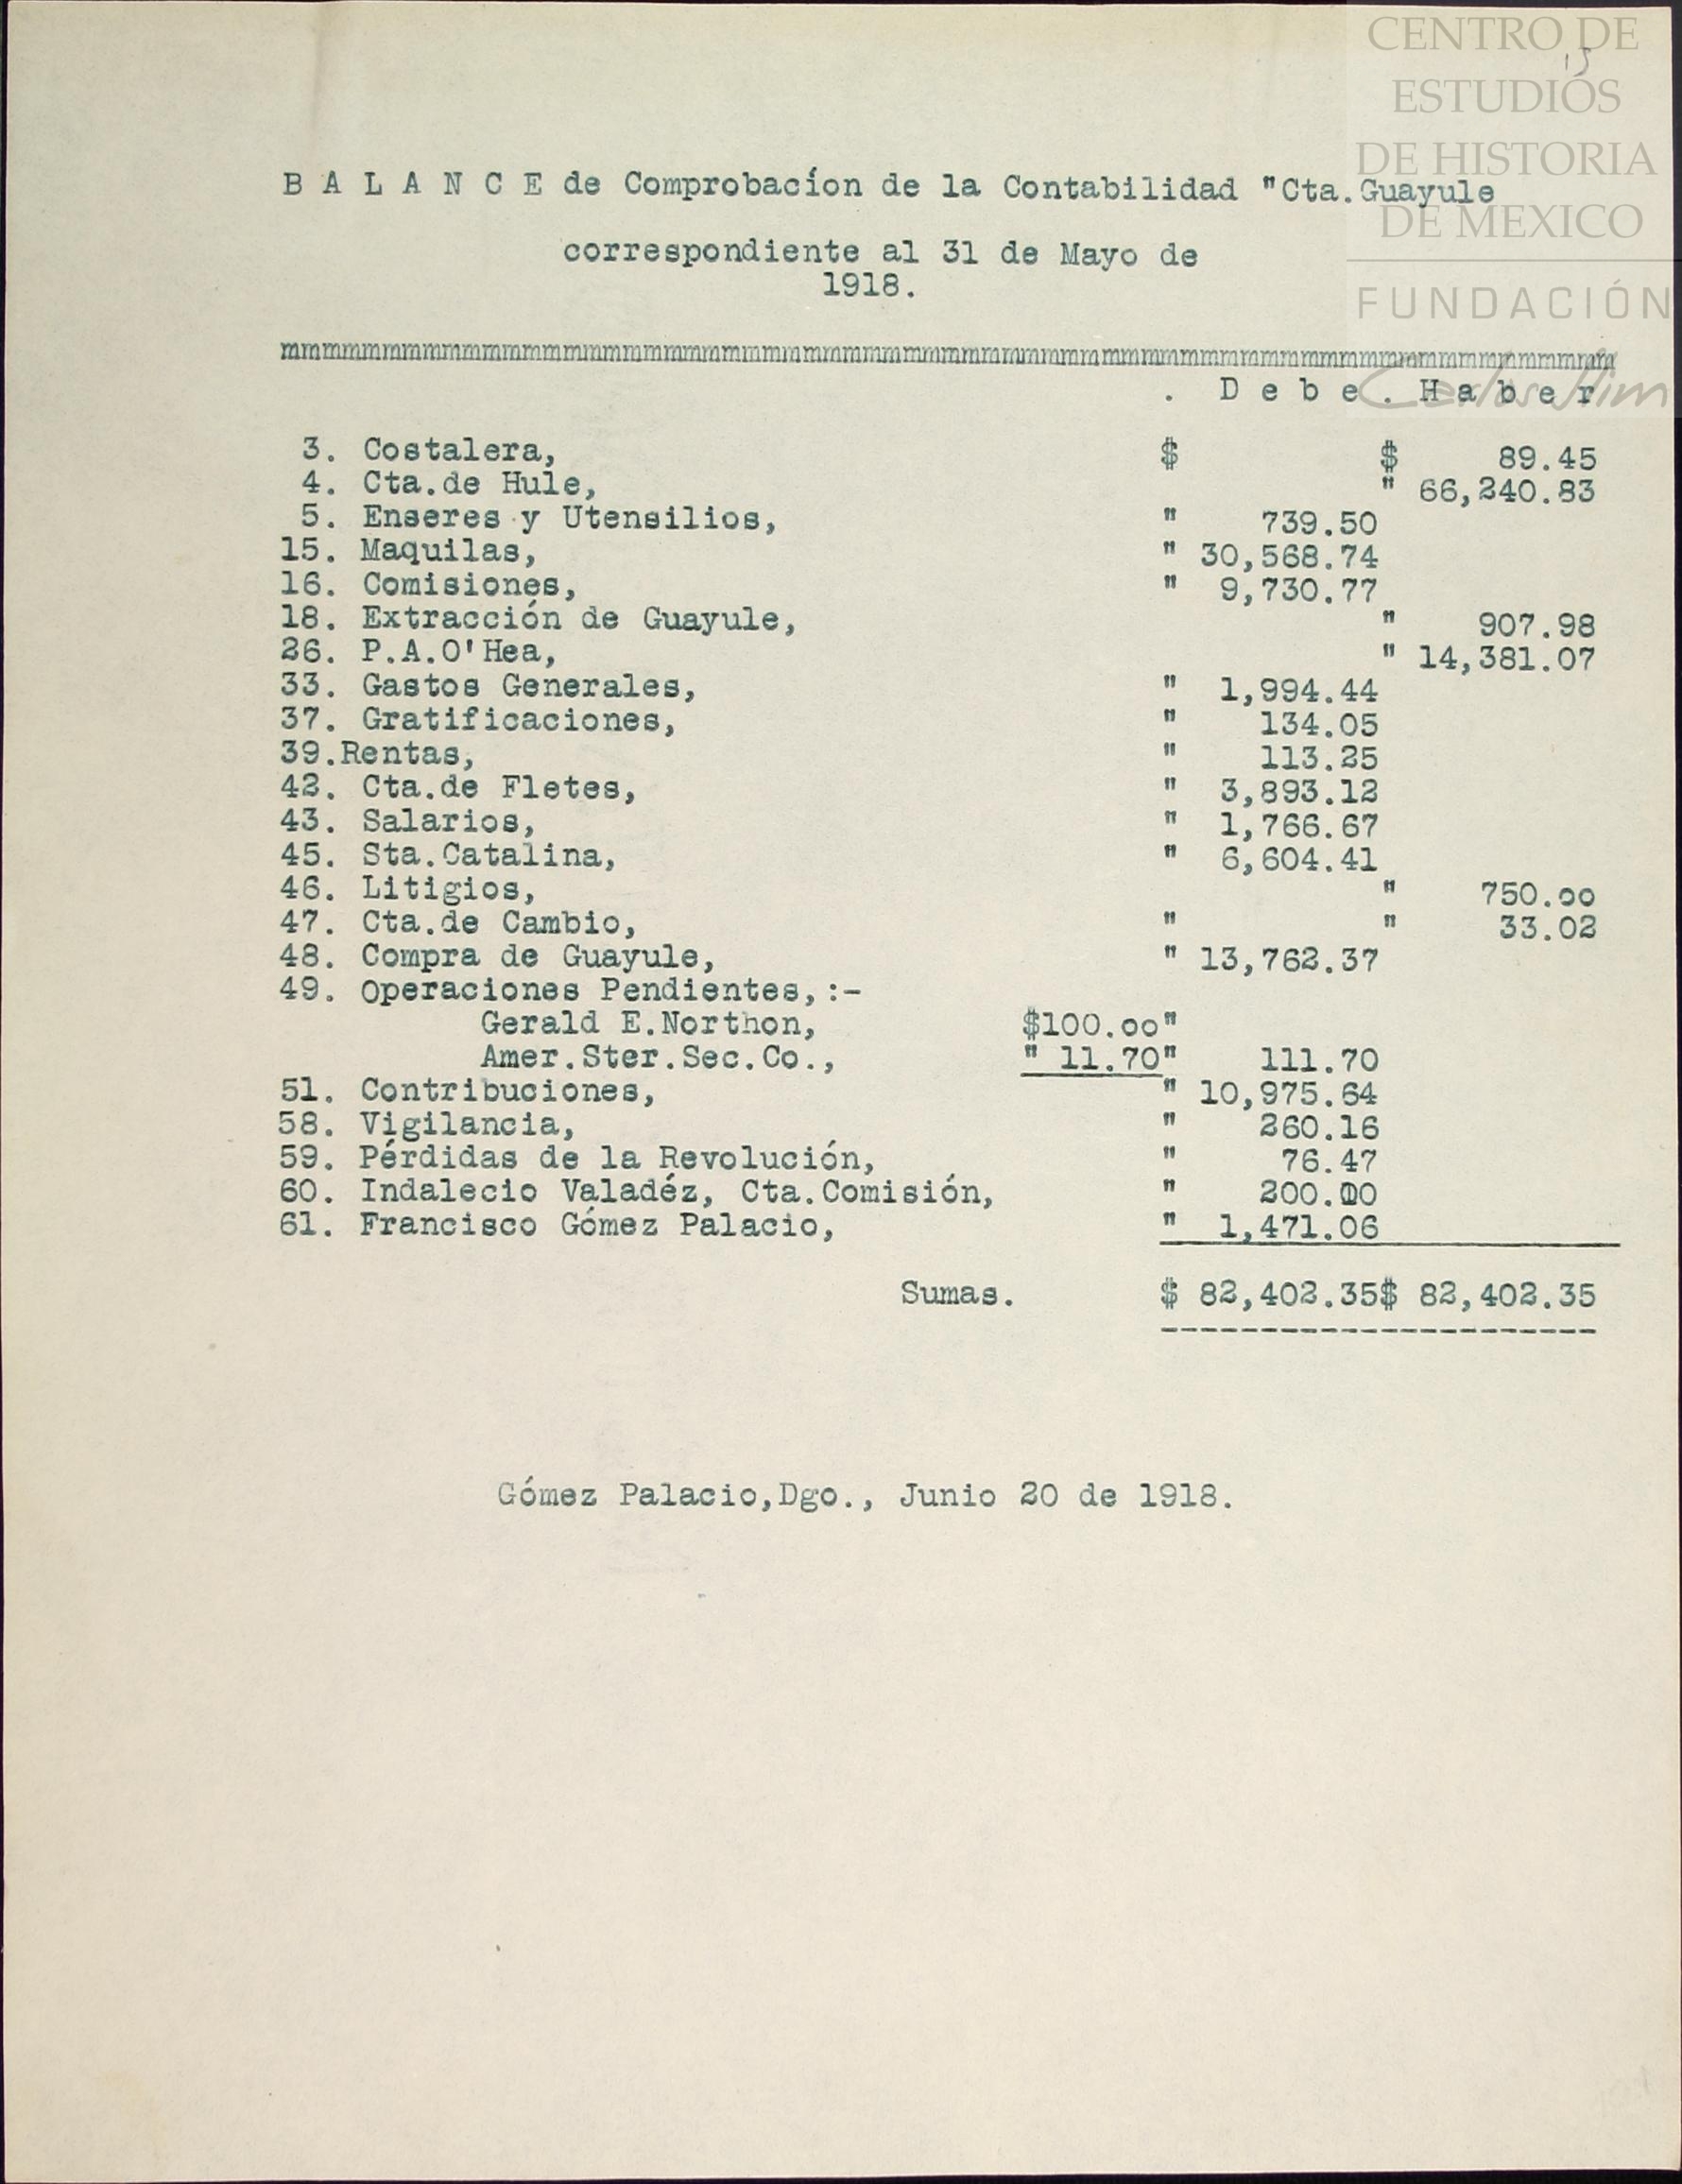 CENTRO DE
ESTUDIOS
DE HISTORIA
DE MEXICO
FUNDACIÓN
Carlos Slim
15
B A L A N C E de Comprobacíon de la Contabilidad "Cta.Guayule
correspondiente al 31 de Mayo de
1918.
mmmmmmmmmmmmmmmmmmmmmmmmmmmmmmmmmmmmmmmmmmmmmmmmmmmmmmmmmmmmmmmmmmm
. D e b e . H a b e r
3. Costalera, $ $ 89.45
4. Cta.de Hule, " 66,240.83
5. Enseres y Utensilios, " 739.50
15. Maquilas, " 30,568.74
16. Comisiones, " 9,730.77
18. Extracción de Guayule, " 907.98
26. P.A.O'Hea, " 14,381.07
33. Gastos Generales, " 1,994.44
37. Gratificaciones, " 134.05
39.Rentas, " 113.25
42. Cta.de Fletes, " 3,893.12
43. Salarios, " 1,766.67
45. Sta.Catalina, " 6,604.41
46. Litigios, " 750.oo
47. Cta.de Cambio, " " 33.02
48. Compra de Guayule, " 13,762.37
49. Operaciones Pendientes,:-
Gerald E.Northon, $100.oo"
Amer.Ster.Sec.Co., " 11.70" 111.70
51. Contribuciones, " 10,975.64
58. Vigilancia, " 260.16
59. Pérdidas de la Revolución, " 76.47
60. Indalecio Valadéz, Cta.Comisión, " 200.00
61. Francisco Gómez Palacio, " 1,471.06
Sumas. $ 82,402.35$ 82,402.35
----------------------
Gómez Palacio,Dgo., Junio 20 de 1918.